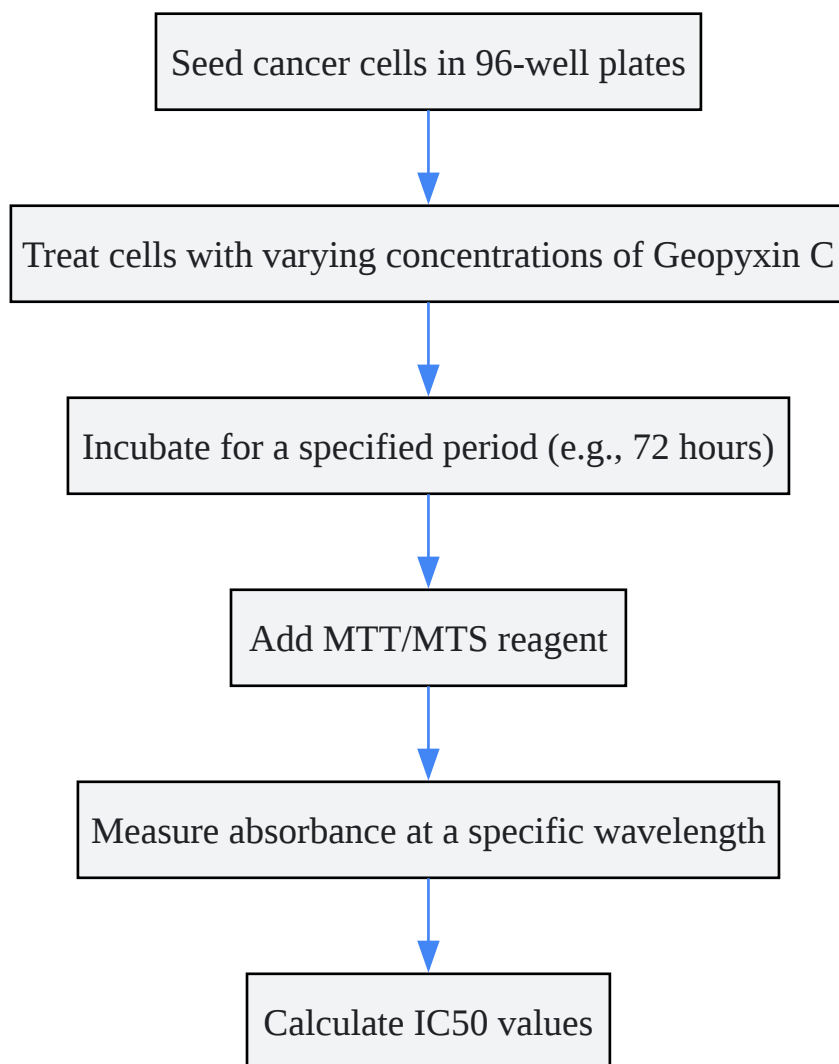 Seed cancer cells in 96-well plates
Treat cells with varying concentrations of Geopyxin C
Incubate for a specified period (e.g., 72 hours)
Add MTT/MTS reagent
Measure absorbance at a specific wavelength
Calculate IC50 values